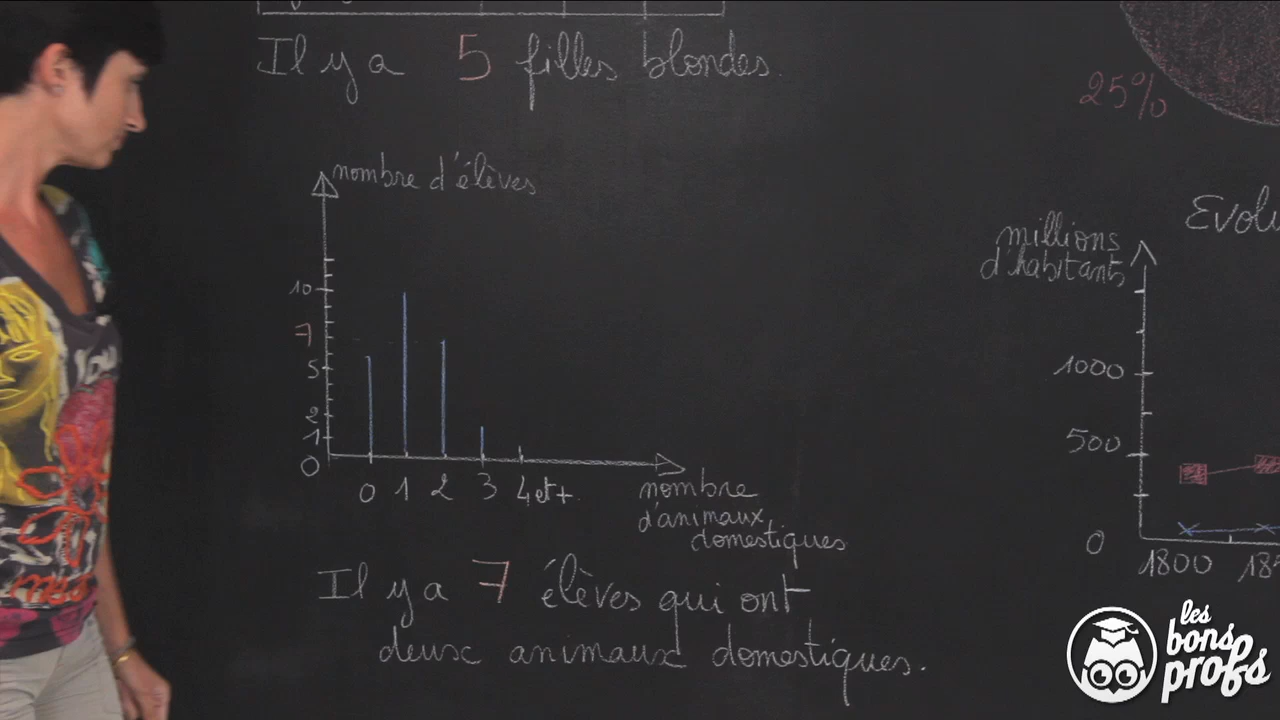 Il y a 5 filles blondes.
25%
nombre d'élèves
10
7
5
2
1
0
0 1 2 3 4 et +
nombre
d'animaux
domestiques
Il y a 7 élèves qui ont
deux animaux domestiques.
Evolu
millions
d'habitants
1000
500
0
1800 18
les
bons
profs